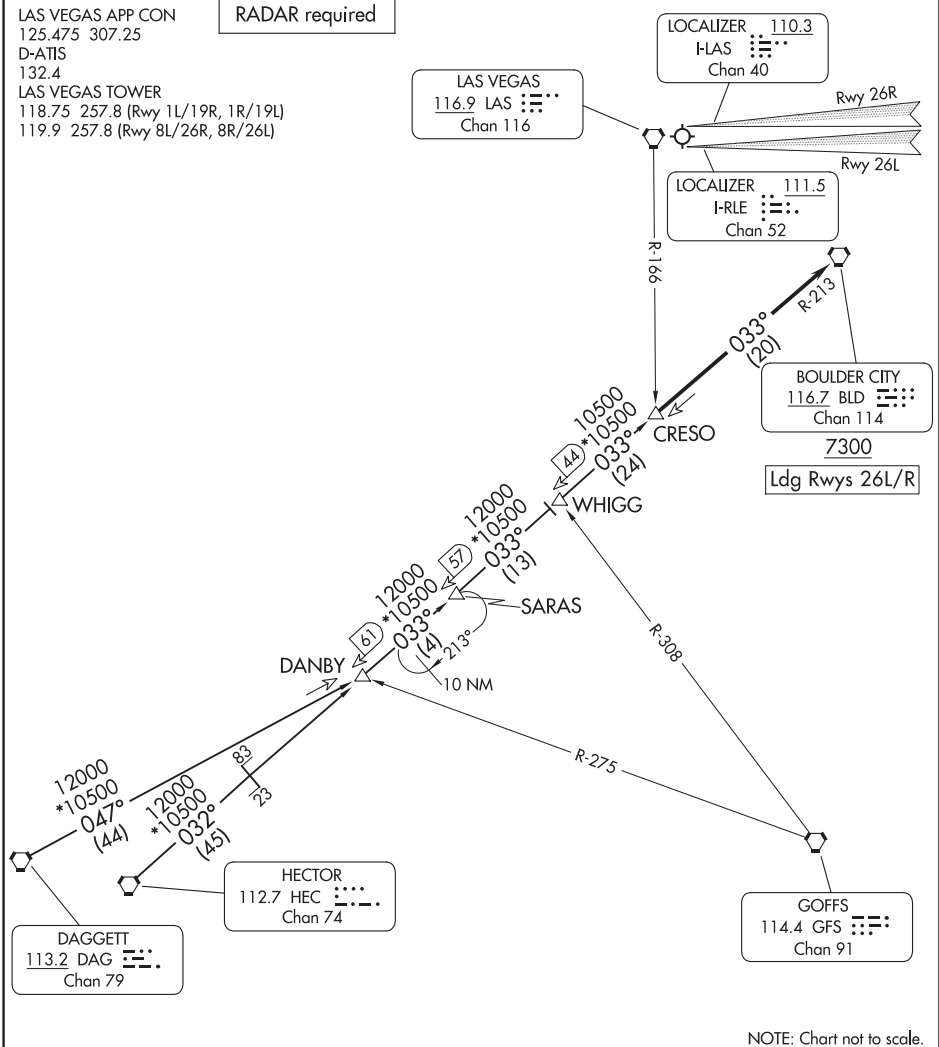 LAS VEGAS APP CON
125.475 307.25
D-ATIS
132.4
LAS VEGAS TOWER
118.75 257.8 (Rwy 1L/19R, 1R/19L)
119.9 257.8 (Rwy 8L/26R, 8R/26L)
RADAR required
LOCALIZER 110.3
I-LAS
Chan 40
LAS VEGAS
116.9 LAS
Chan 116
Rwy 26R
Rwy 26L
LOCALIZER 111.5
I-RLE
Chan 52
R-166
R-213
033°
(20)
BOULDER CITY
116.7 BLD
Chan 114
7300
Ldg Rwys 26L/R
CRESO
10500
*10500
033°
(24)
44
WHIGG
12000
*10500
033°
(13)
57
SARAS
12000
*10500
033°
(4)
61
213°
10 NM
DANBY
R-308
R-275
83
23
12000
*10500
047°
(44)
12000
*10500
032°
(45)
HECTOR
112.7 HEC
Chan 74
DAGGETT
113.2 DAG
Chan 79
GOFFS
114.4 GFS
Chan 91
NOTE: Chart not to scale.